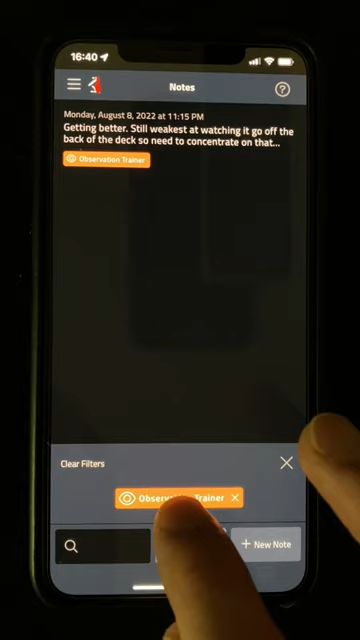 16:40
Notes
Monday, August 8, 2022 at 11:15 PM
Getting better. Still weakest at watching it go off the
back of the deck so need to concentrate on that...
Observation Trainer
Clear Filters
Trainer
+ New Note